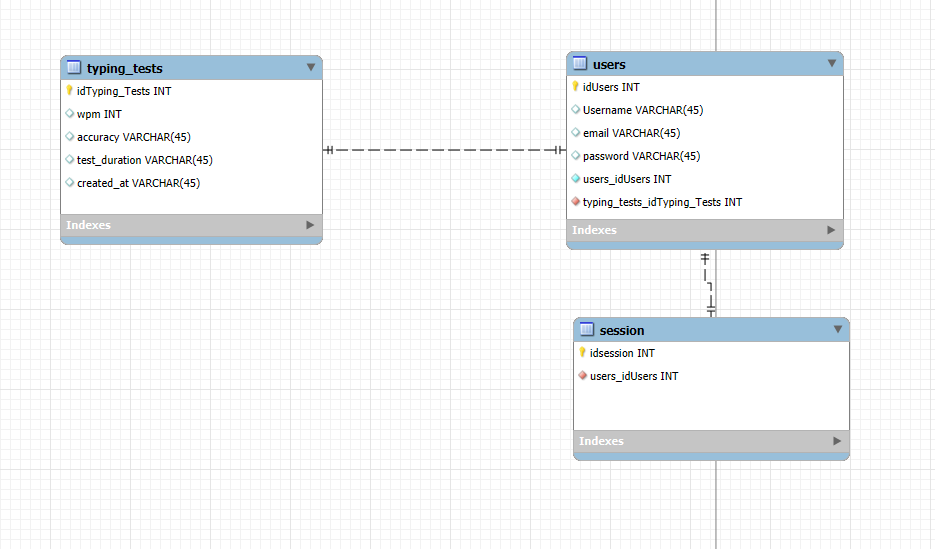 typing_tests
idTyping_Tests INT
wpm INT
accuracy VARCHAR(45)
test_duration VARCHAR(45)
created_at VARCHAR(45)
Indexes
users
idUsers INT
Username VARCHAR(45)
email VARCHAR(45)
password VARCHAR(45)
users_idUsers INT
typing_tests_idTyping_Tests INT
Indexes
session
idsession INT
users_idUsers INT
Indexes